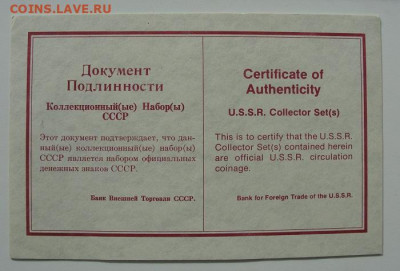 COINS.LAVE.RU
Документ
Подлинности
Коллекционный(ые) Набор(ы)
СССР
Этот документ подтверждает, что дан-
ный(ые) коллекционный(ые) набор(ы)
СССР является набором официальных
денежных знаков СССР.
Банк Внешней Торговли СССР.
Certificate of
Authenticity
U.S.S.R. Collector Set(s)
This is to certify that the U.S.S.R.
Collector Set(s) contained herein
are official U.S.S.R. circulation
coinage.
Bank for Foreign Trade of the U.S.S.R.